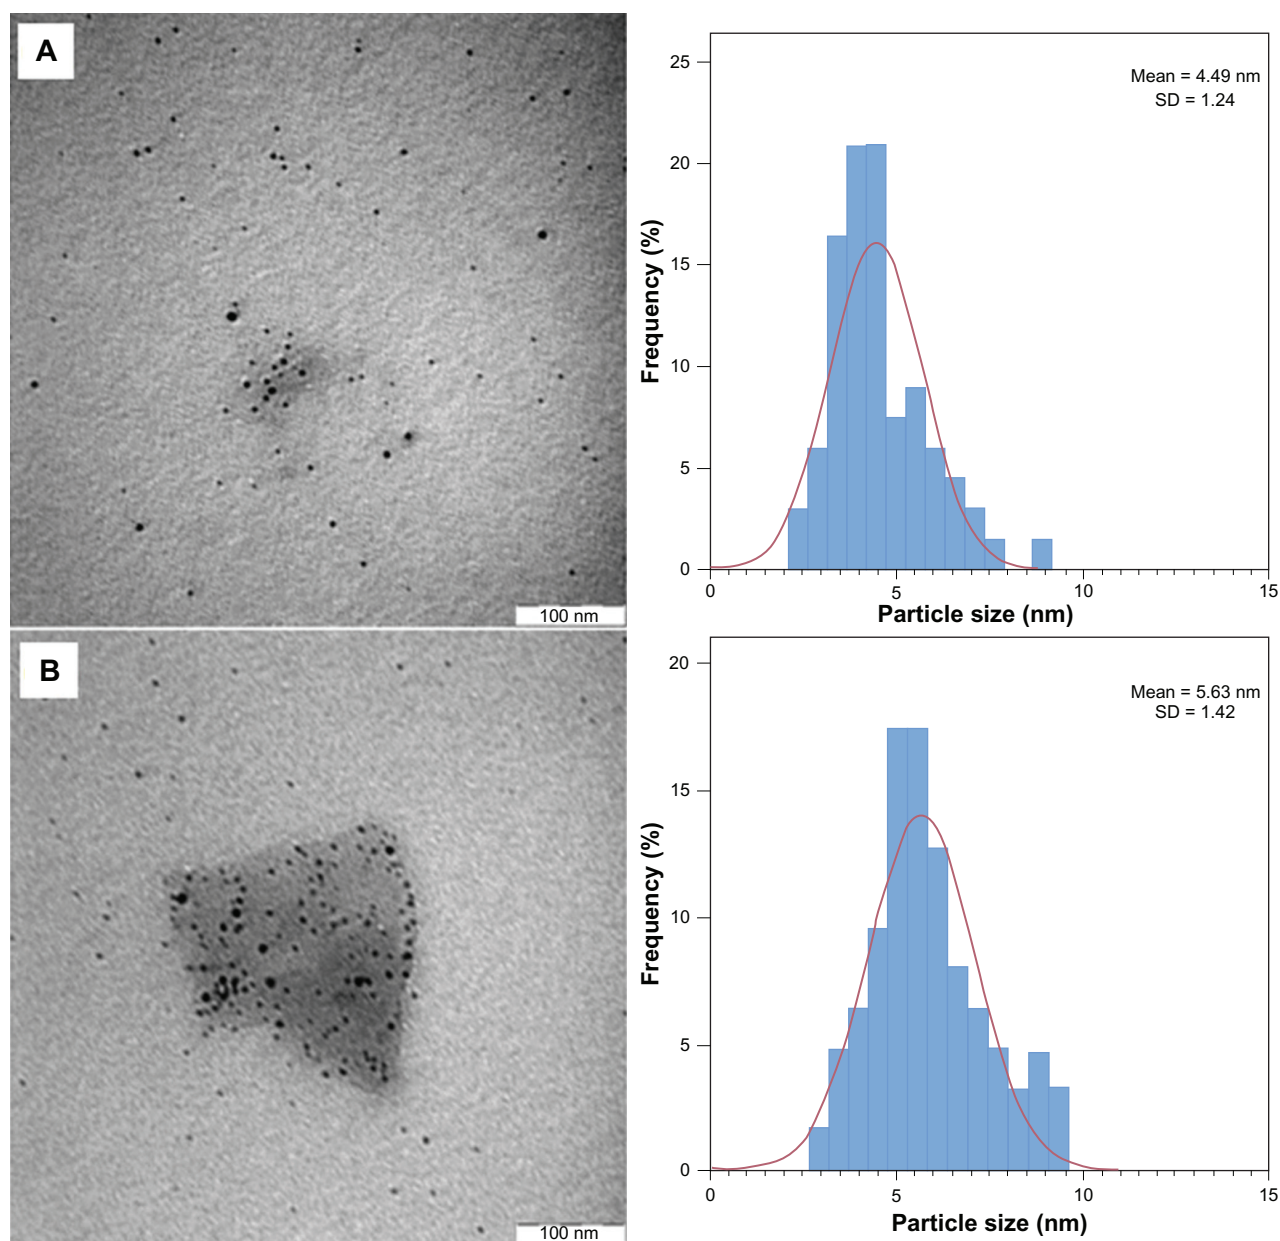 A
100 nm
25
20
15
10
5
0
Frequency (%)
Mean = 4.49 nm
SD = 1.24
0 5 10 15
Particle size (nm)
B
100 nm
20
15
10
5
0
Frequency (%)
Mean = 5.63 nm
SD = 1.42
0 5 10 15
Particle size (nm)